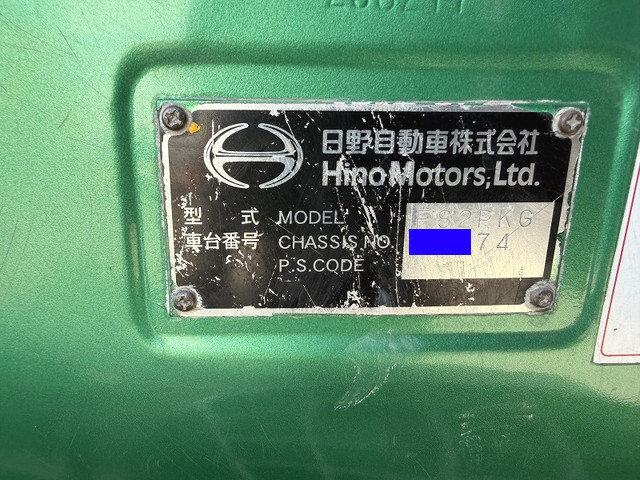 日野自動車株式会社
Hino Motors, Ltd.
型 式 MODEL FS2PKG
車台番号 CHASSIS NO. 74
P.S.CODE